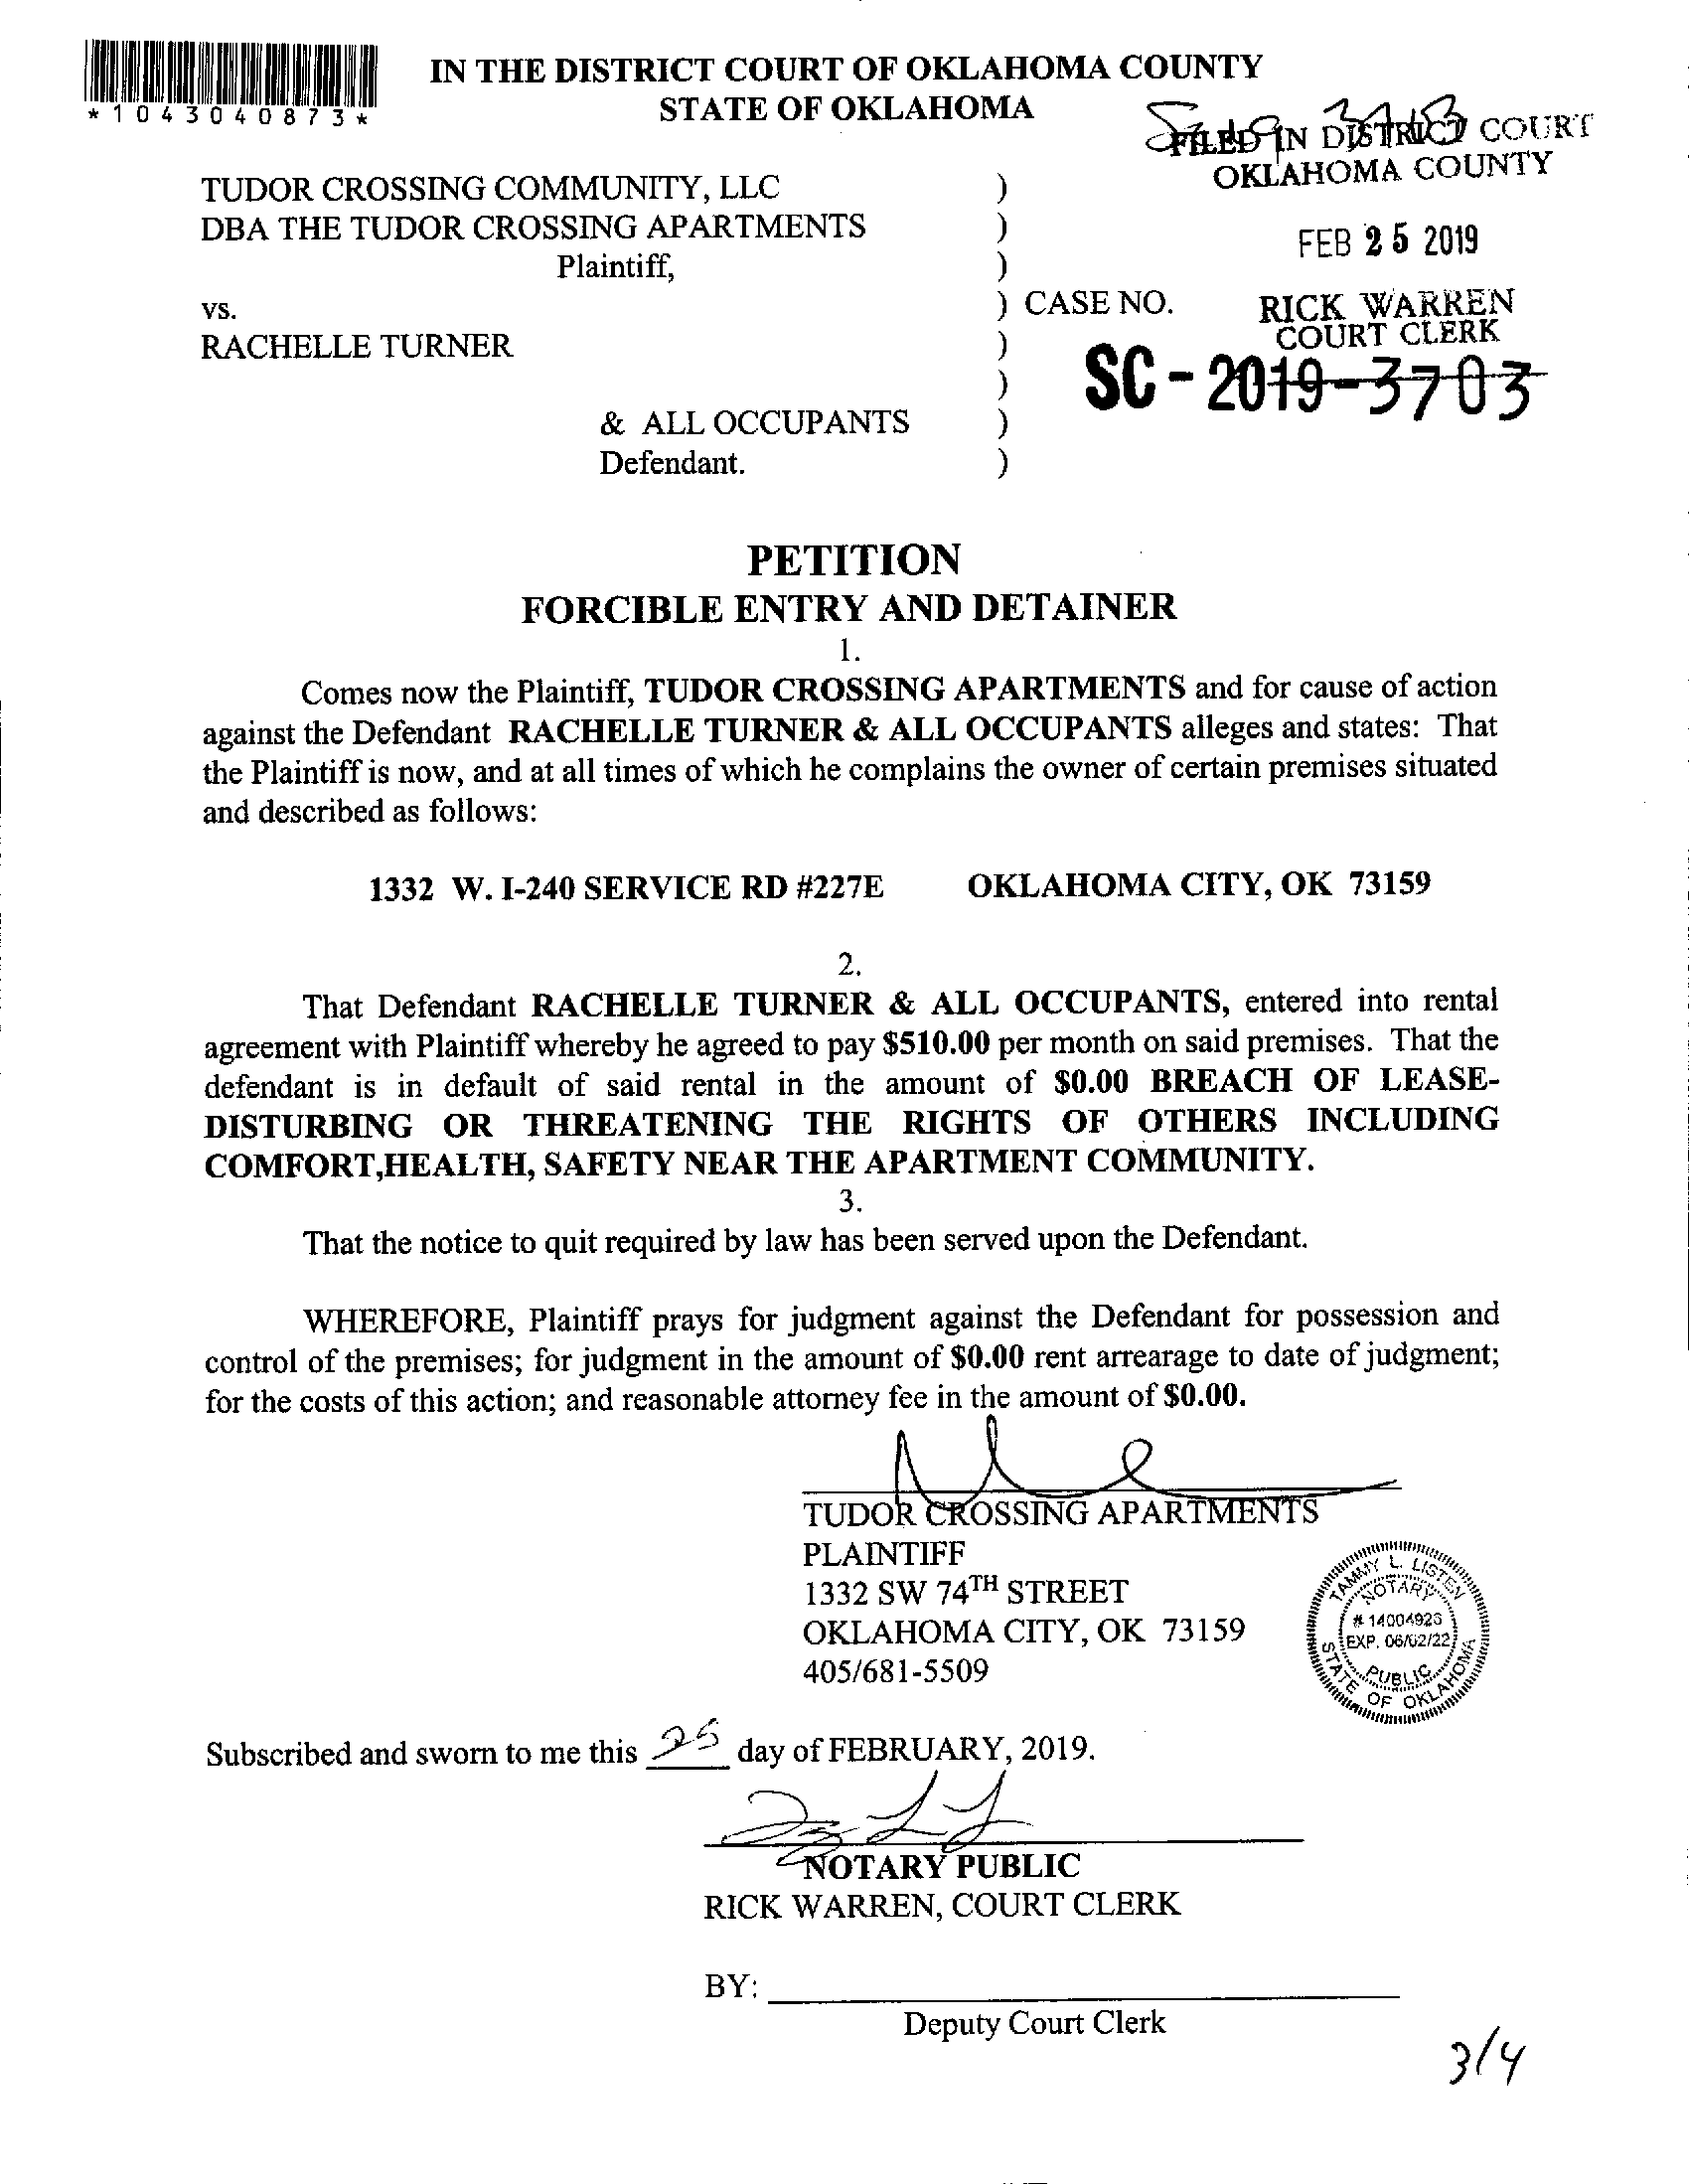 *1043040873*
IN THE DISTRICT COURT OF OKLAHOMA COUNTY
STATE OF OKLAHOMA
FILED IN DISTRICT COURT
OKLAHOMA COUNTY
FEB 25 2019
RICK WARREN
COURT CLERK
TUDOR CROSSING COMMUNITY, LLC )
DBA THE TUDOR CROSSING APARTMENTS )
Plaintiff, )
vs. ) CASE NO.
RACHELLE TURNER )
) SC-2019-3703
& ALL OCCUPANTS )
Defendant. )
PETITION
FORCIBLE ENTRY AND DETAINER
1.
Comes now the Plaintiff, TUDOR CROSSING APARTMENTS and for cause of action
against the Defendant RACHELLE TURNER & ALL OCCUPANTS alleges and states: That
the Plaintiff is now, and at all times of which he complains the owner of certain premises situated
and described as follows:
1332 W. I-240 SERVICE RD #227E OKLAHOMA CITY, OK 73159
2.
That Defendant RACHELLE TURNER & ALL OCCUPANTS, entered into rental
agreement with Plaintiff whereby he agreed to pay $510.00 per month on said premises. That the
defendant is in default of said rental in the amount of $0.00 BREACH OF LEASE-
DISTURBING OR THREATENING THE RIGHTS OF OTHERS INCLUDING
COMFORT,HEALTH, SAFETY NEAR THE APARTMENT COMMUNITY.
3.
That the notice to quit required by law has been served upon the Defendant.
WHEREFORE, Plaintiff prays for judgment against the Defendant for possession and
control of the premises; for judgment in the amount of $0.00 rent arrearage to date of judgment;
for the costs of this action; and reasonable attorney fee in the amount of $0.00.
TUDOR CROSSING APARTMENTS
PLAINTIFF
1332 SW 74TH STREET
OKLAHOMA CITY, OK 73159
405/681-5509
TAMMY L. LISTEN
NOTARY
# 14004926
EXP. 06/02/22
PUBLIC
STATE OF OKLAHOMA
Subscribed and sworn to me this 25 day of FEBRUARY, 2019.
NOTARY PUBLIC
RICK WARREN, COURT CLERK
BY:
Deputy Court Clerk
3/4